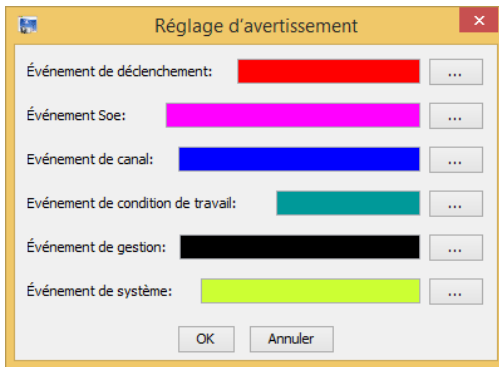 Réglage d'avertissement
Événement de déclenchement:
...
Événement Soe:
...
Evénement de canal:
...
Evénement de condition de travail:
...
Événement de gestion:
...
Événement de système:
...
OK Annuler